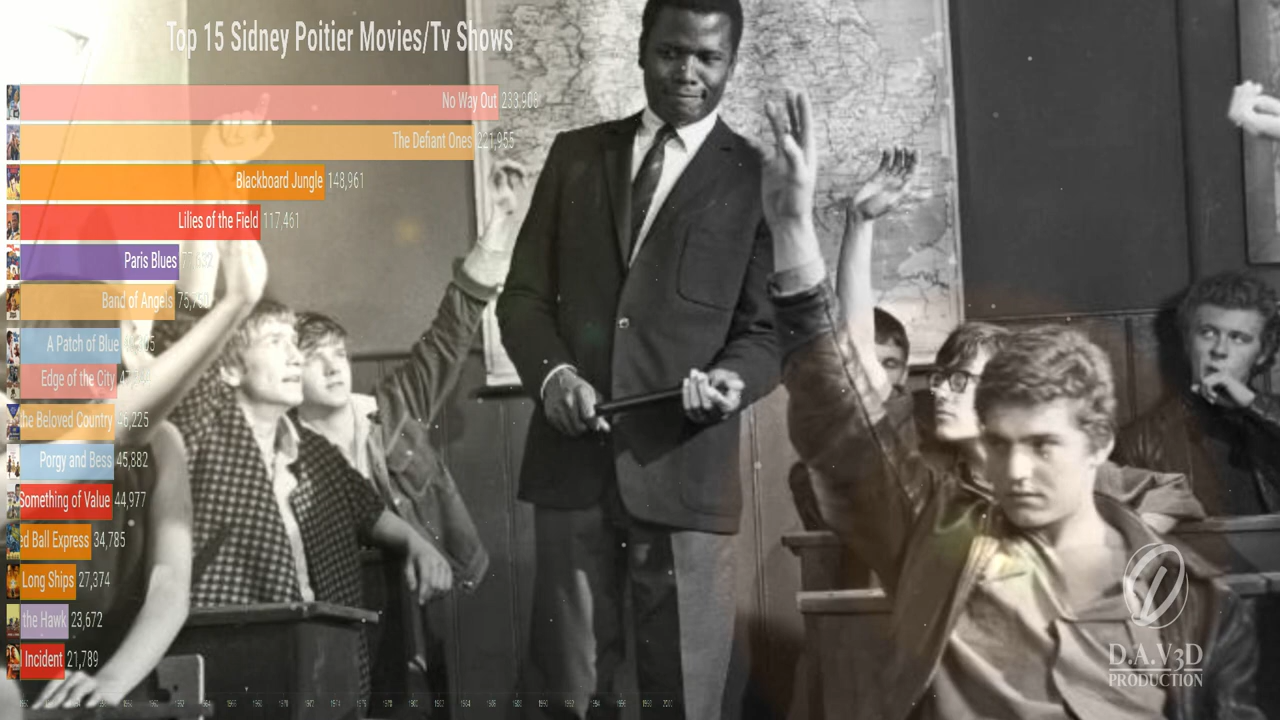 Top 15 Sidney Poitier Movies/Tv Shows
No Way Out 233,908
The Defiant Ones 221,955
Blackboard Jungle 148,961
Lilies of the Field 117,461
Paris Blues
Band of Angels
A Patch of Blue
Edge of the City
the Beloved Country 46,225
Porgy and Bess 45,882
Something of Value 44,977
ed Ball Express 34,785
Long Ships 27,374
the Hawk 23,672
Incident 21,789
D.A.V3D
PRODUCTION